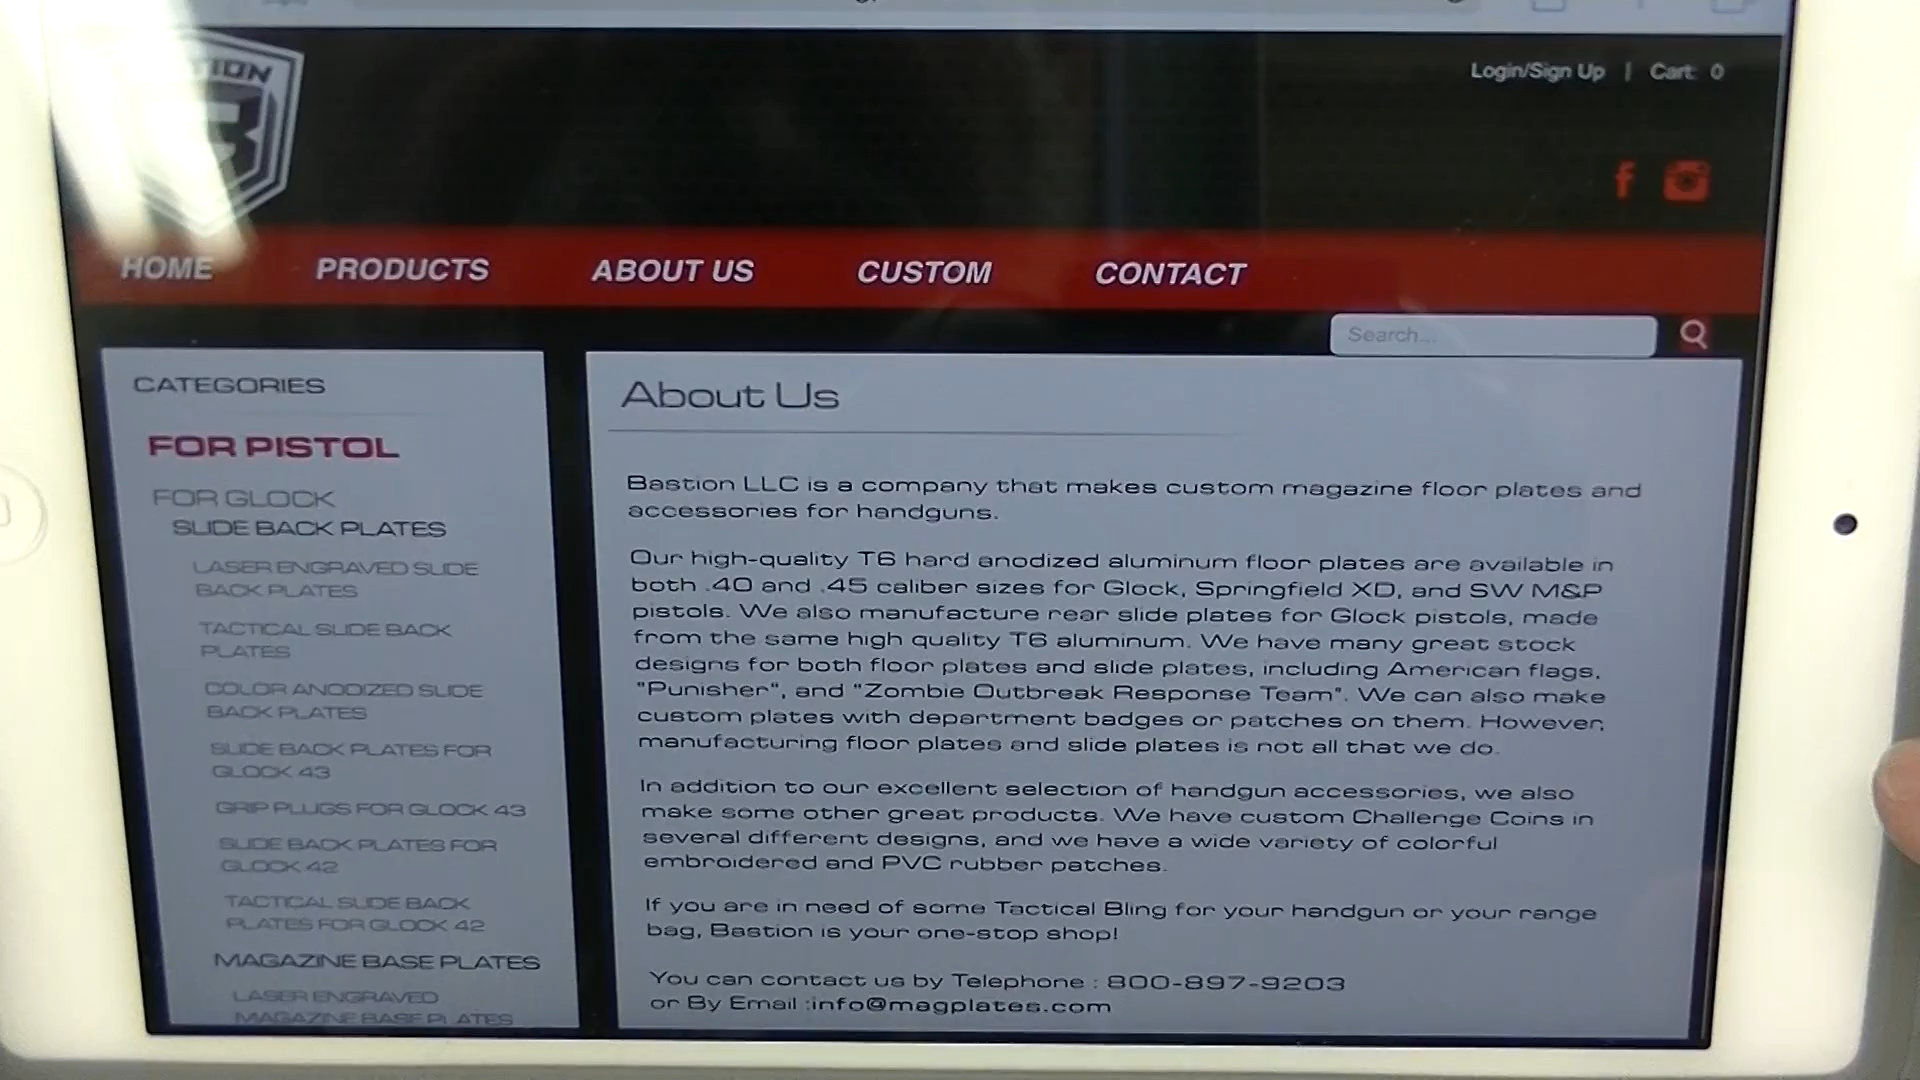 Login/Sign Up | Cart: 0
HOME PRODUCTS ABOUT US CUSTOM CONTACT
Search...
CATEGORIES
FOR PISTOL
FOR GLOCK
SLIDE BACK PLATES
LASER ENGRAVED SLIDE
BACK PLATES
TACTICAL SLIDE BACK
PLATES
COLOR ANODIZED SLIDE
BACK PLATES
SLIDE BACK PLATES FOR
GLOCK 43
GRIP PLUGS FOR GLOCK 43
SLIDE BACK PLATES FOR
GLOCK 42
TACTICAL SLIDE BACK
PLATES FOR GLOCK 42
MAGAZINE BASE PLATES
LASER ENGRAVED
MAGAZINE BASE PLATES
About Us
Bastion LLC is a company that makes custom magazine floor plates and
accessories for handguns.
Our high-quality T6 hard anodized aluminum floor plates are available in
both .40 and .45 caliber sizes for Glock, Springfield XD, and SW M&P
pistols. We also manufacture rear slide plates for Glock pistols, made
from the same high quality T6 aluminum. We have many great stock
designs for both floor plates and slide plates, including American flags,
"Punisher", and "Zombie Outbreak Response Team". We can also make
custom plates with department badges or patches on them. However,
manufacturing floor plates and slide plates is not all that we do.
In addition to our excellent selection of handgun accessories, we also
make some other great products. We have custom Challenge Coins in
several different designs, and we have a wide variety of colorful
embroidered and PVC rubber patches.
If you are in need of some Tactical Bling for your handgun or your range
bag, Bastion is your one-stop shop!
You can contact us by Telephone : 800-897-9203
or By Email :info@magplates.com